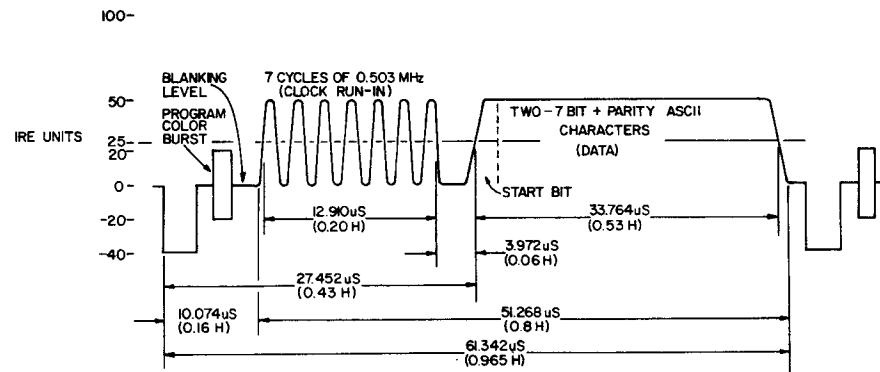 100-
BLANKING
LEVEL
7 CYCLES OF 0.503 MHz
(CLOCK RUN-IN)
PROGRAM
COLOR
BURST
50-
TWO-7 BIT + PARITY ASCII
CHARACTERS
(DATA)
IRE UNITS
25-
20-
0-
START BIT
12.910uS
(0.20 H)
33.764uS
(0.53 H)
-20-
3.972uS
(0.06 H)
-40-
27.452uS
(0.43 H)
10.074uS
(0.16 H)
51.268uS
(0.8 H)
61.342uS
(0.965 H)